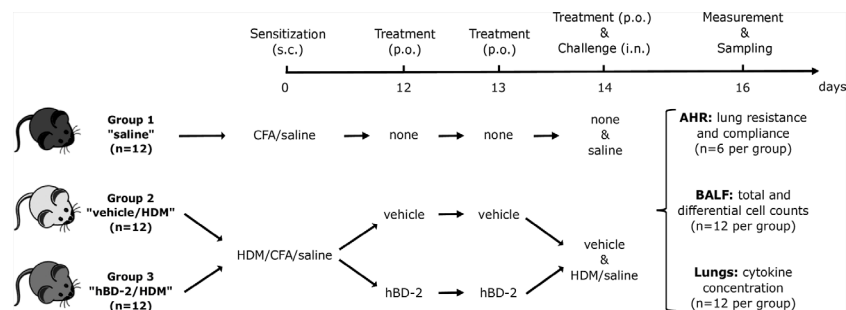 Sensitization
(s.c.)
Treatment
(p.o.)
Treatment
(p.o.)
Treatment (p.o.)
&
Challenge (i.n.)
Measurement
&
Sampling
0 12 13 14 16 days
Group 1
"saline"
(n=12)
CFA/saline
none
none
none
&
saline
Group 2
"vehicle/HDM"
(n=12)
Group 3
"hBD-2/HDM"
(n=12)
HDM/CFA/saline
vehicle
vehicle
hBD-2
hBD-2
vehicle
&
HDM/saline
AHR: lung resistance
and compliance
(n=6 per group)
BALF: total and
differential cell counts
(n=12 per group)
Lungs: cytokine
concentration
(n=12 per group)